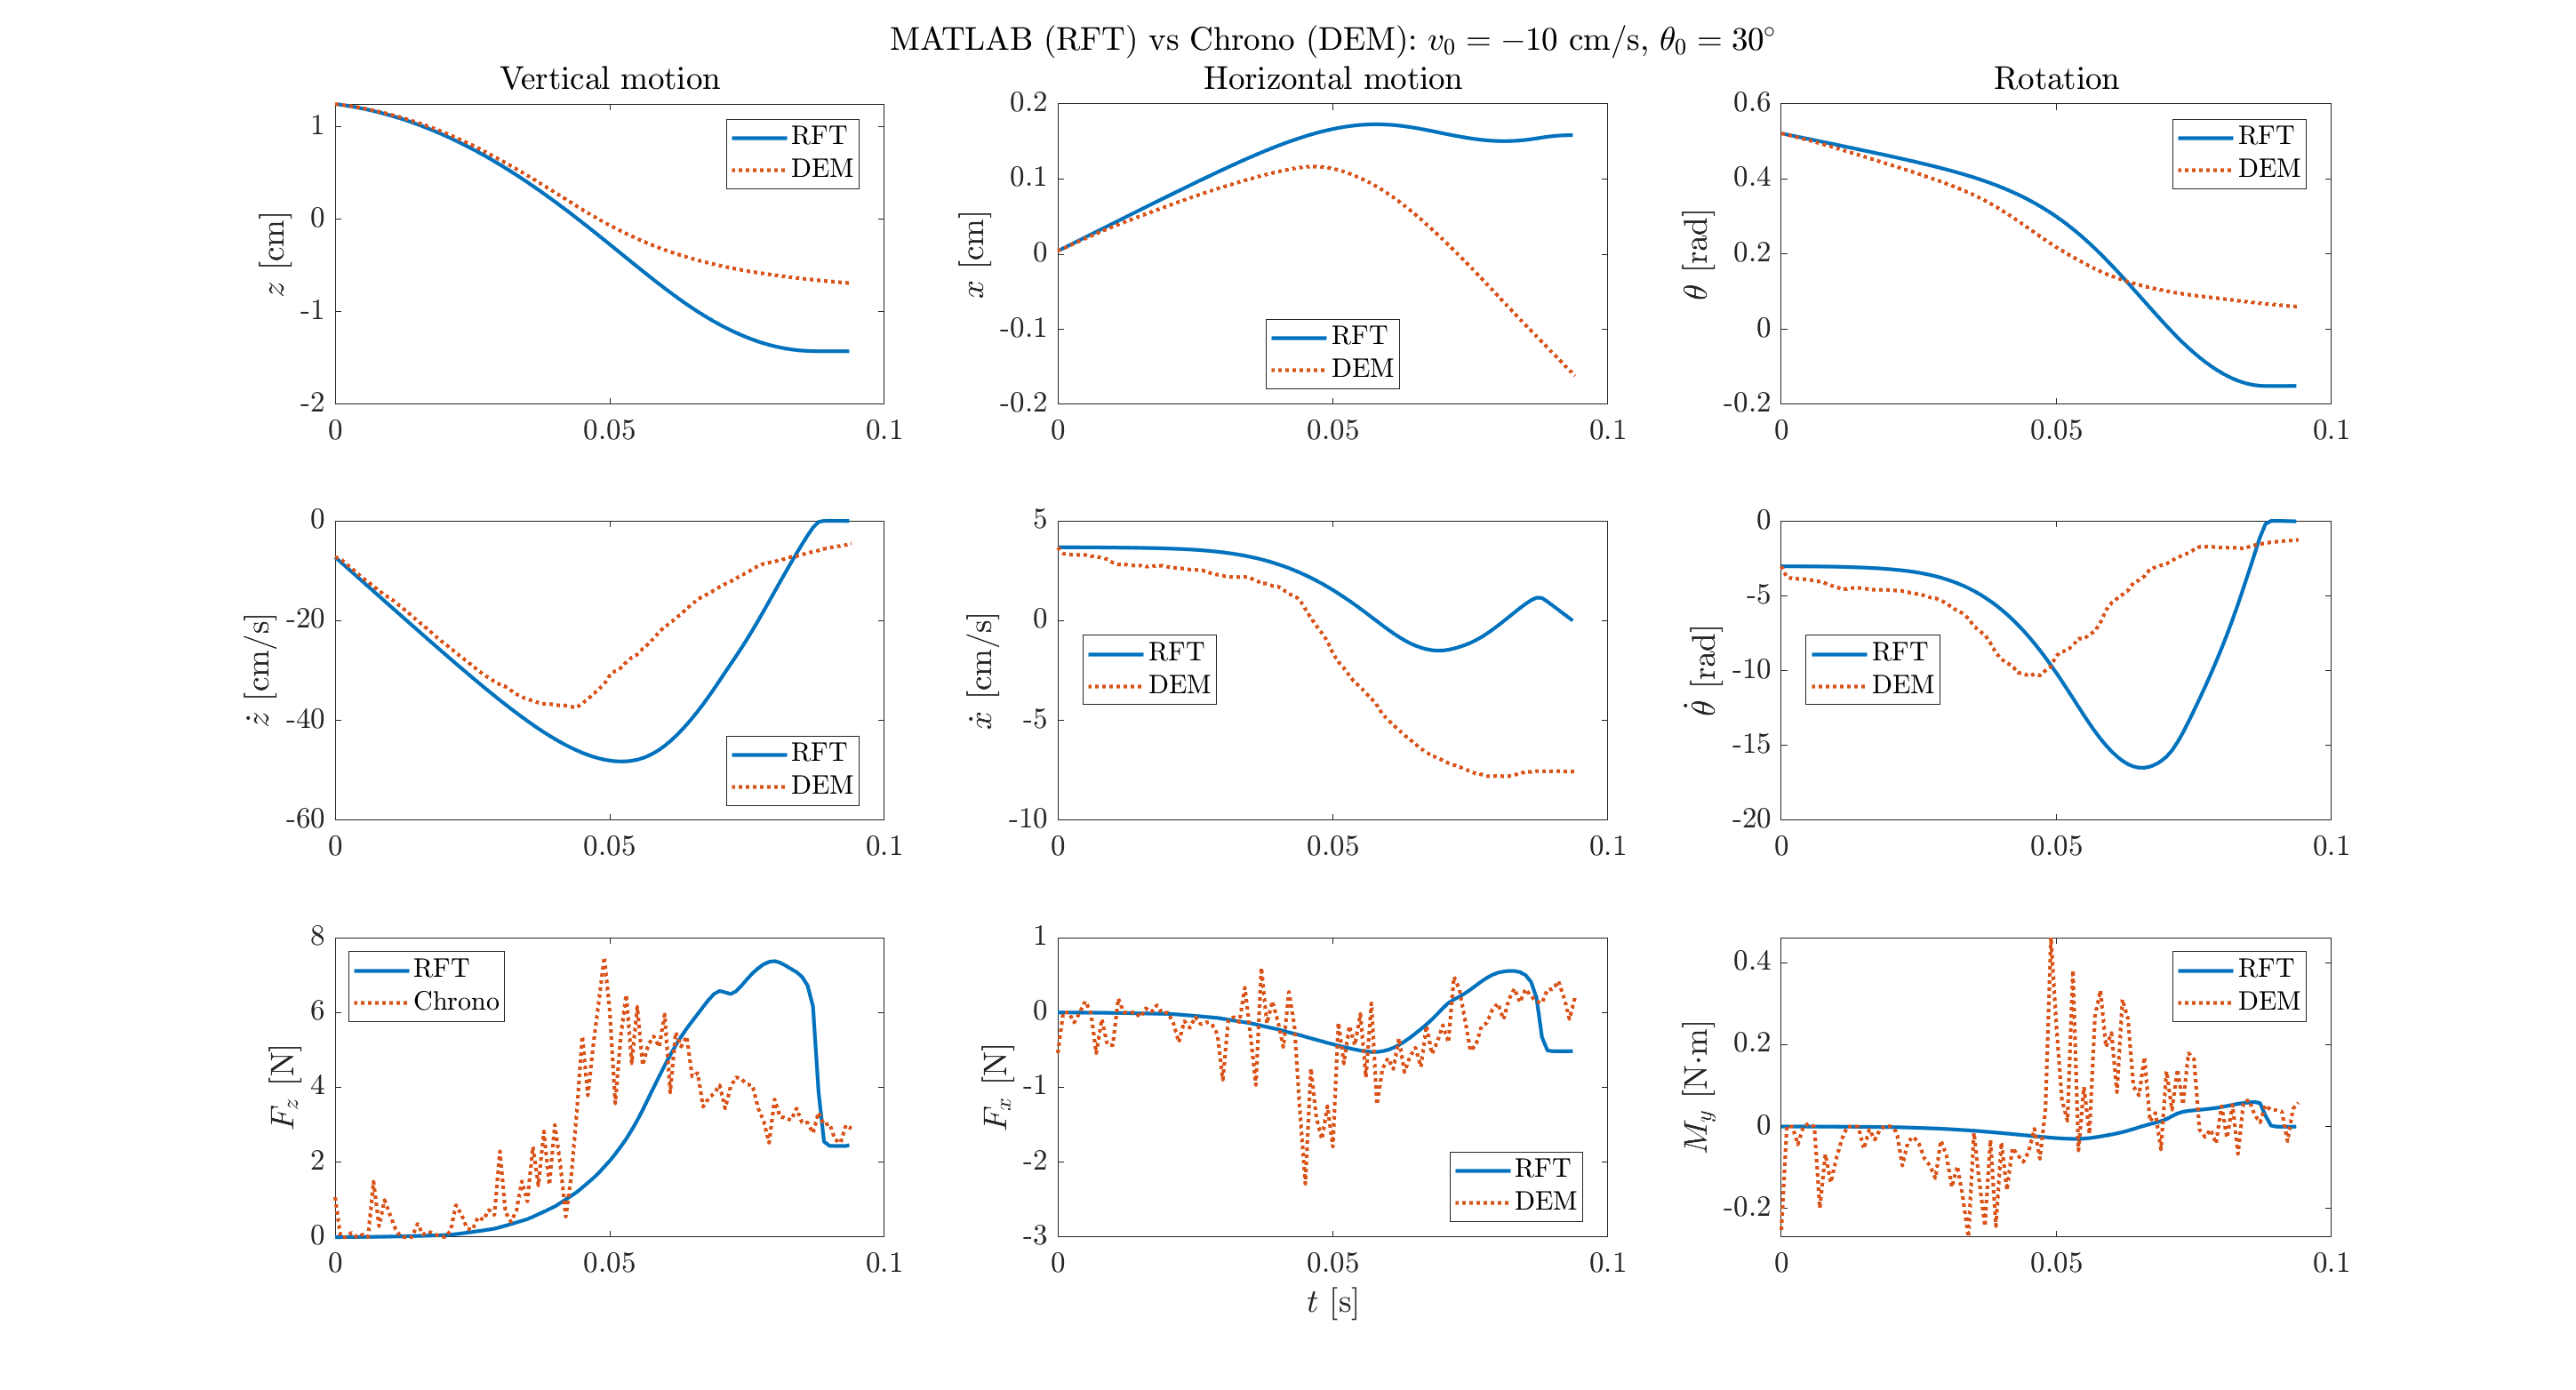 MATLAB (RFT) vs Chrono (DEM): v₀ = −10 cm/s, θ₀ = 30°
Vertical motion
1
0
-1
-2
z [cm]
0 0.05 0.1
RFT
DEM
Horizontal motion
0.2
0.1
0
-0.1
-0.2
x [cm]
0 0.05 0.1
RFT
DEM
Rotation
0.6
0.4
0.2
0
-0.2
θ [rad]
0 0.05 0.1
RFT
DEM
0
-20
-40
-60
ż [cm/s]
0 0.05 0.1
RFT
DEM
5
0
-5
-10
ẋ [cm/s]
0 0.05 0.1
RFT
DEM
0
-5
-10
-15
-20
θ̇ [rad]
0 0.05 0.1
RFT
DEM
8
6
4
2
0
F_z [N]
0 0.05 0.1
RFT
Chrono
1
0
-1
-2
-3
F_x [N]
0 0.05 0.1
RFT
DEM
t [s]
0.4
0.2
0
-0.2
M_y [N·m]
0 0.05 0.1
RFT
DEM